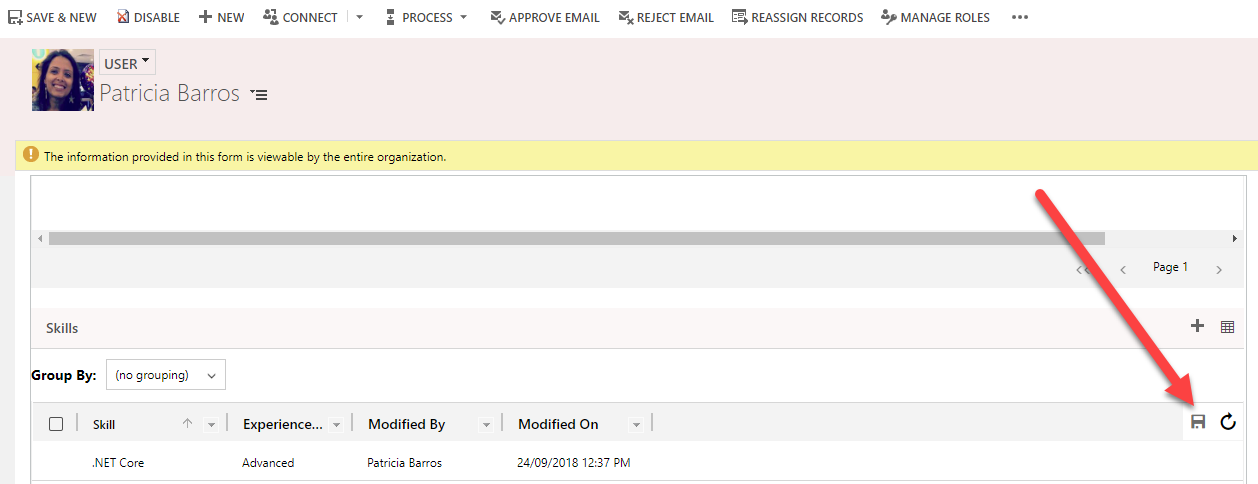 SAVE & NEW DISABLE NEW CONNECT PROCESS APPROVE EMAIL REJECT EMAIL REASSIGN RECORDS MANAGE ROLES •••
USER
Patricia Barros
The information provided in this form is viewable by the entire organization.
Page 1
Skills
Group By: (no grouping)
Skill Experience... Modified By Modified On
.NET Core Advanced Patricia Barros 24/09/2018 12:37 PM